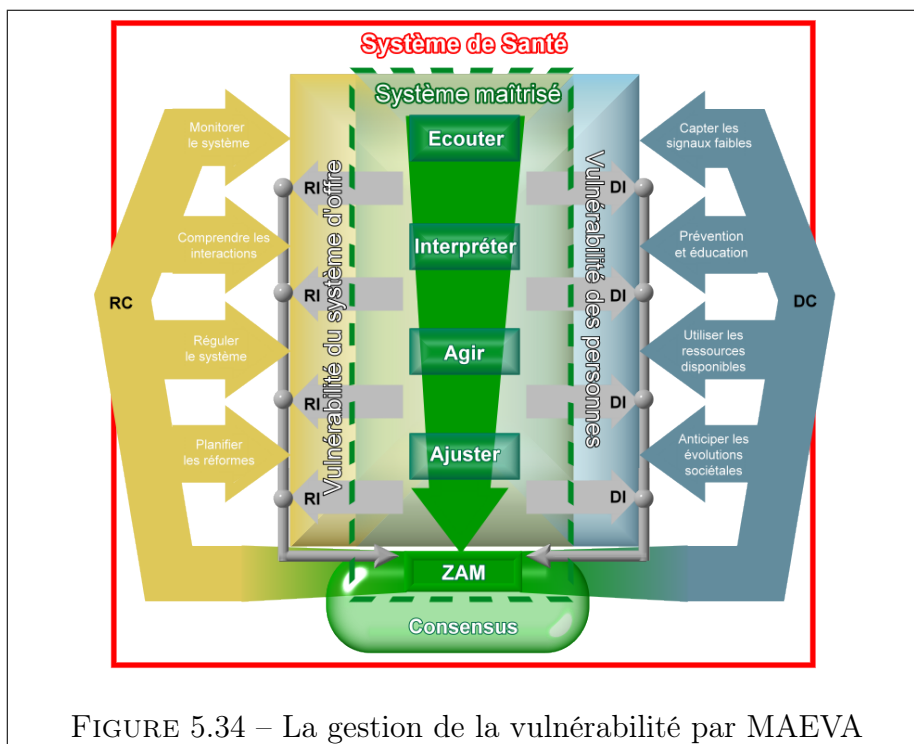 Système de Santé
Système maîtrisé
Monitorer
le système
Ecouter
Capter les
signaux faibles
RI
DI
Comprendre les
interactions
Interpréter
Prévention
et éducation
RC
RI
Vulnérabilité du système d'offre
Vulnérabilité des personnes
DI
DC
Réguler
le système
Agir
Utiliser les
ressources
disponibles
RI
DI
Planifier
les réformes
Ajuster
Anticiper les
évolutions
sociétales
RI
DI
ZAM
Consensus
FIGURE 5.34 – La gestion de la vulnérabilité par MAEVA